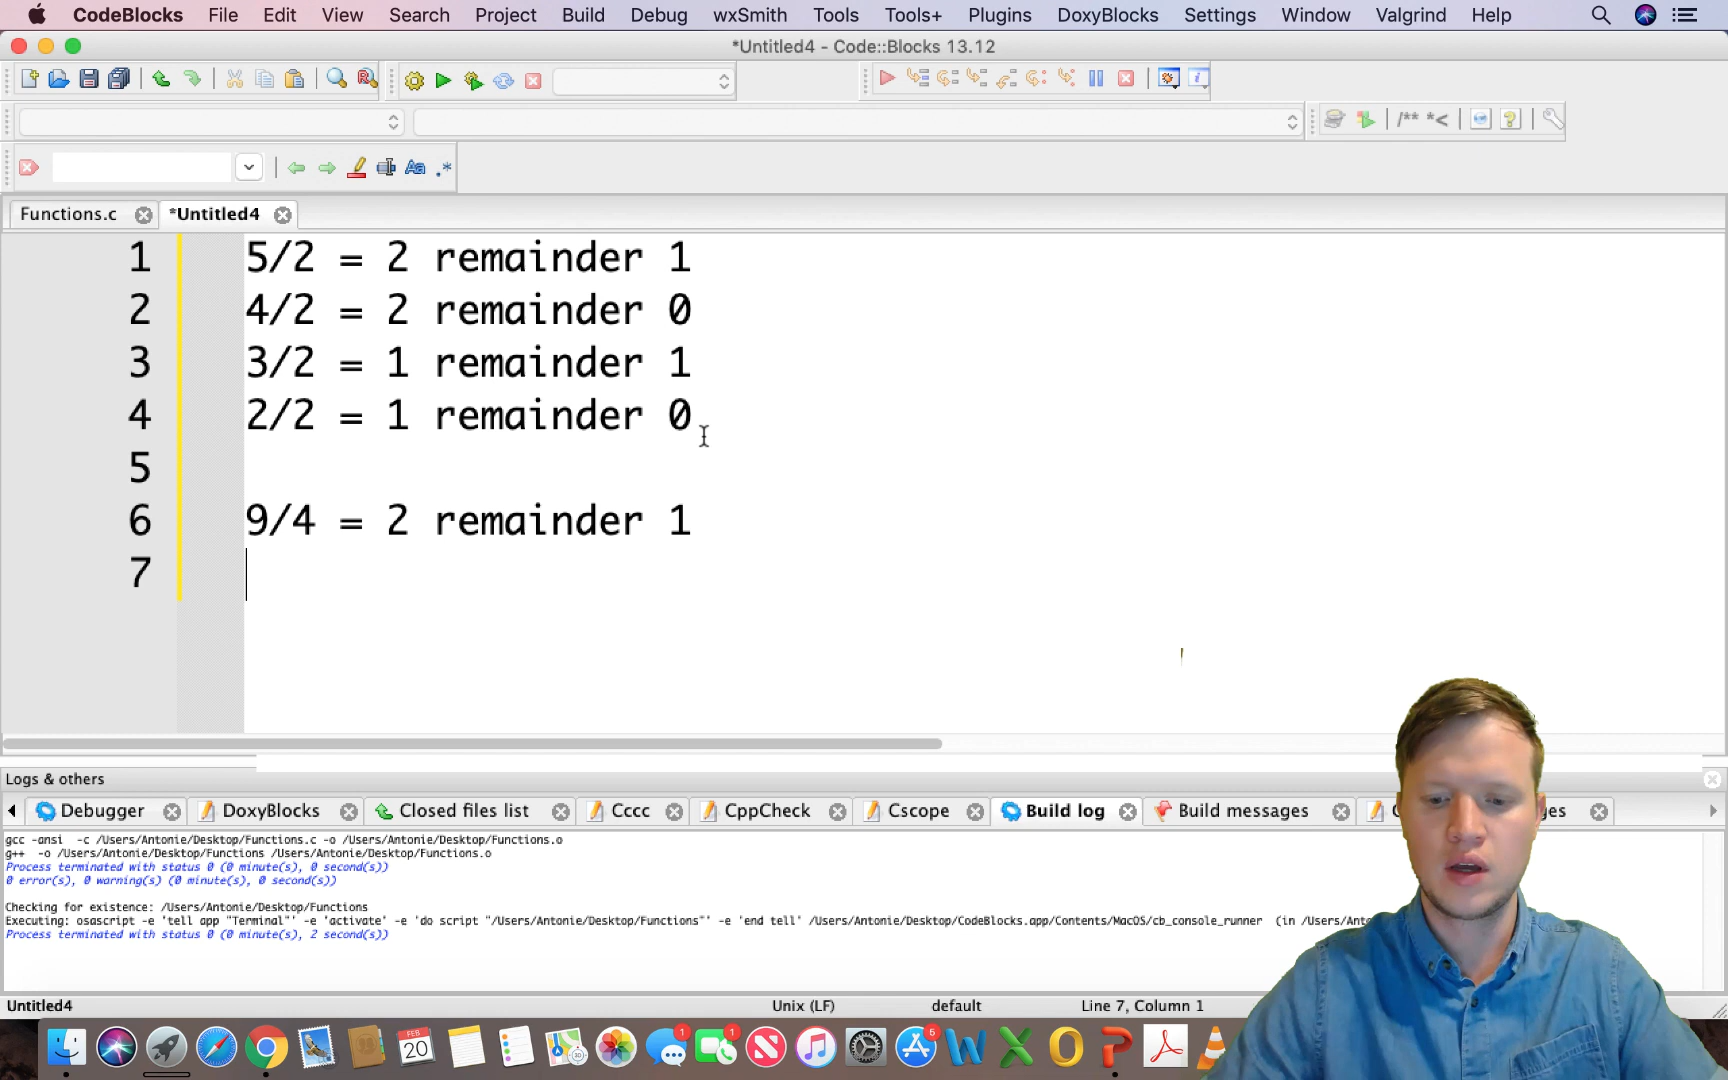 CodeBlocks File Edit View Search Project Build Debug wxSmith Tools Tools+ Plugins DoxyBlocks Settings Window Valgrind Help
*Untitled4 - Code::Blocks 13.12
/** *<
Aa .*
Functions.c *Untitled4
1 5/2 = 2 remainder 1
2 4/2 = 2 remainder 0
3 3/2 = 1 remainder 1
4 2/2 = 1 remainder 0
5
6 9/4 = 2 remainder 1
7
Logs & others
Debugger DoxyBlocks Closed files list Cccc CppCheck Cscope Build log Build messages
gcc -ansi -c /Users/Antonie/Desktop/Functions.c -o /Users/Antonie/Desktop/Functions.o
g++ -o /Users/Antonie/Desktop/Functions /Users/Antonie/Desktop/Functions.o
Process terminated with status 0 (0 minute(s), 0 second(s))
0 error(s), 0 warning(s) (0 minute(s), 0 second(s))
Checking for existence: /Users/Antonie/Desktop/Functions
Executing: osascript -e 'tell app "Terminal"' -e 'activate' -e 'do script "/Users/Antonie/Desktop/Functions"' -e 'end tell' /Users/Antonie/Desktop/CodeBlocks.app/Contents/MacOS/cb_console_runner (in /Users/Anto
Process terminated with status 0 (0 minute(s), 2 second(s))
Untitled4 Unix (LF) default Line 7, Column 1
FEB
20
1 1 5